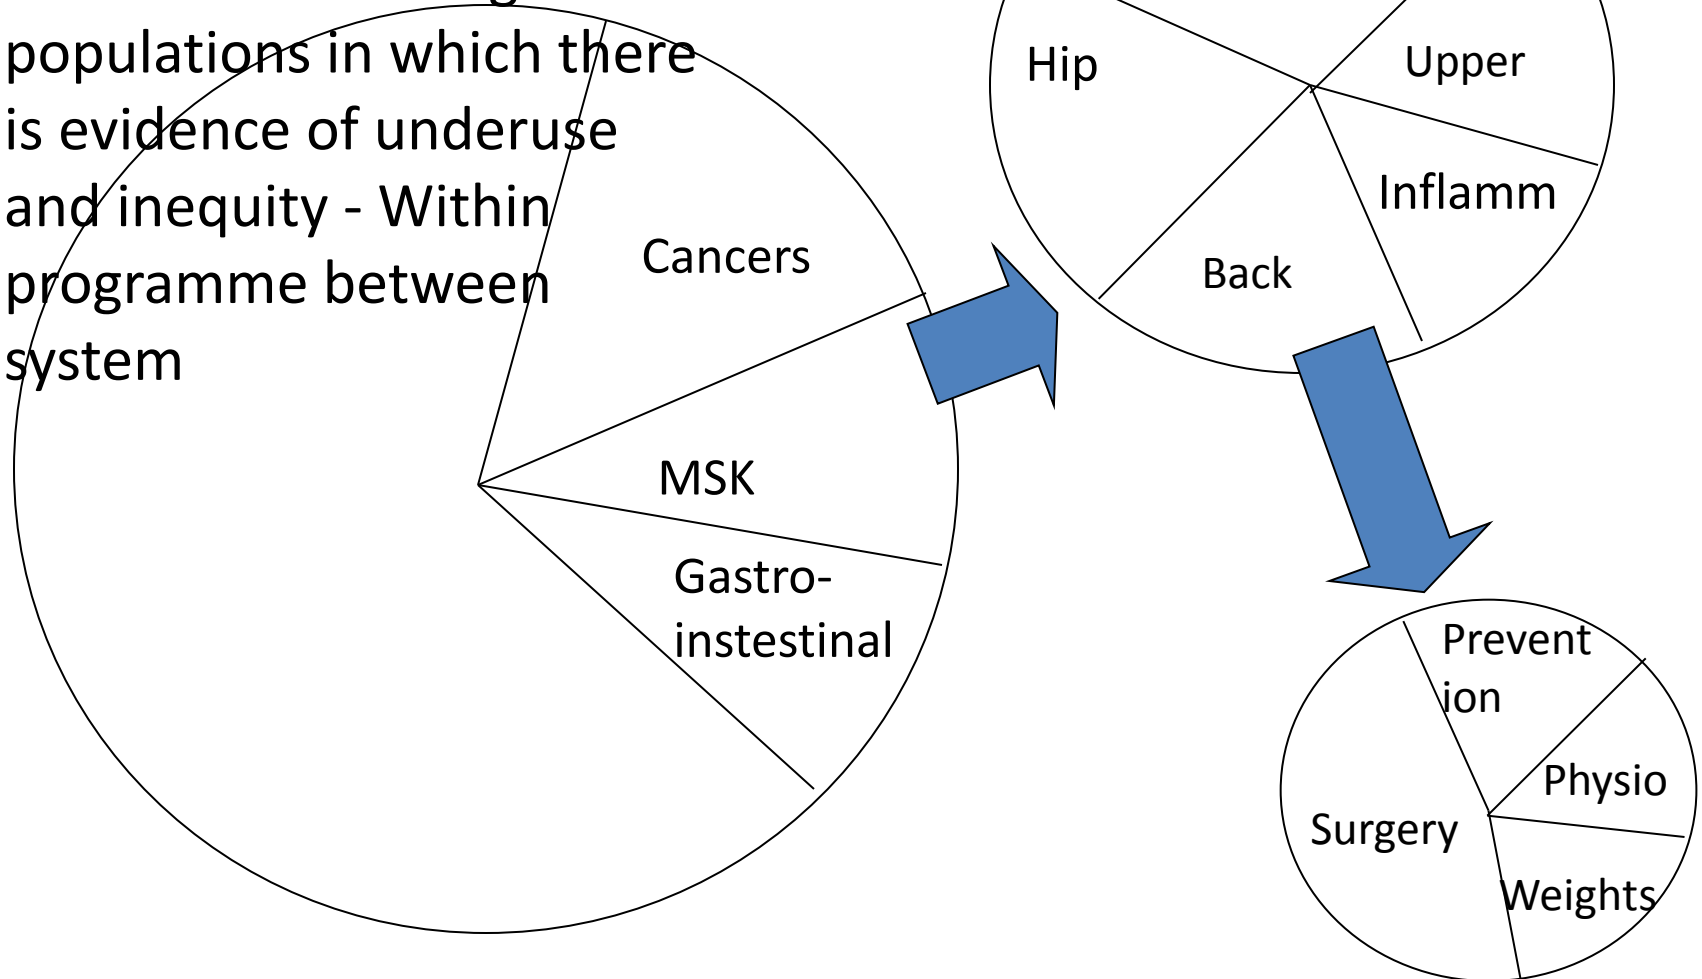 populations in which there
is evidence of underuse
and inequity - Within
programme between
system
Cancers
MSK
Gastro-
instestinal
Hip
Upper
Inflamm
Back
Prevent
ion
Physio
Surgery
Weights